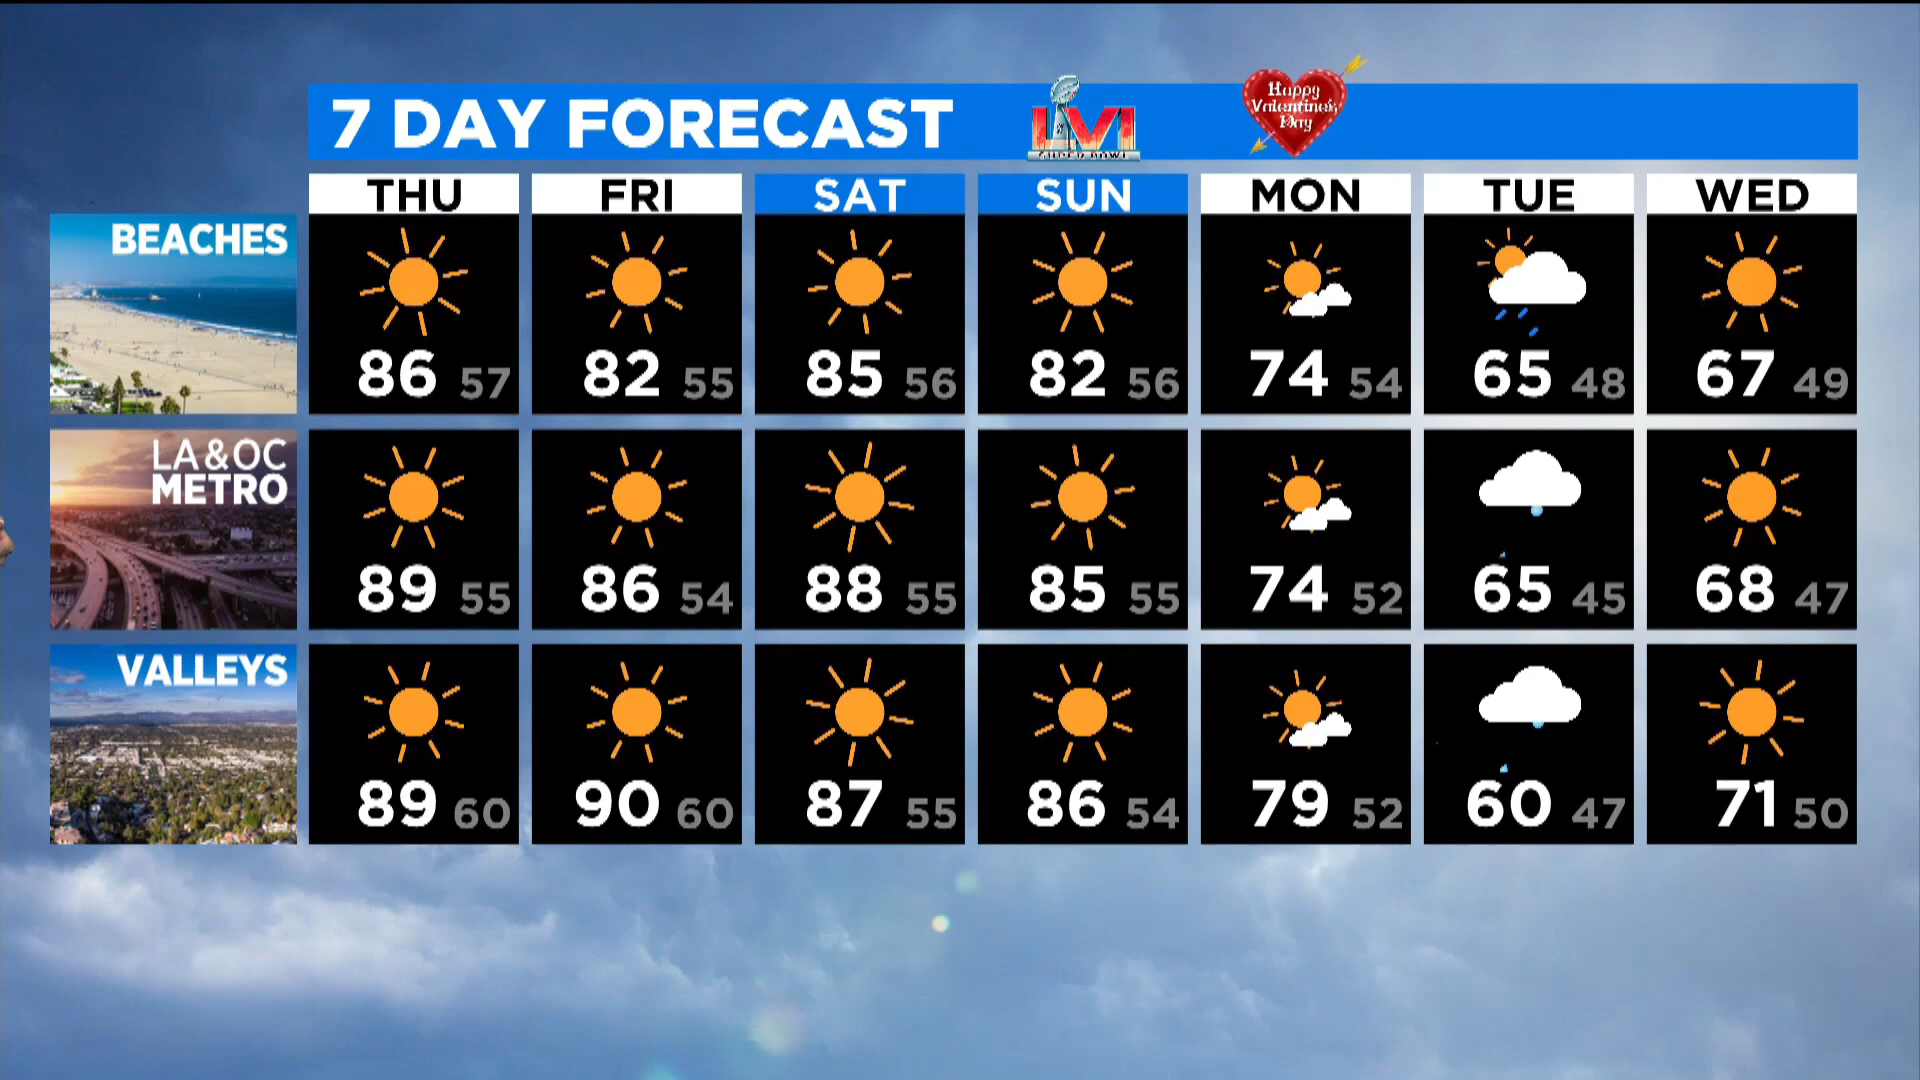 7 DAY FORECAST
LVI
SUPER BOWL
Happy
Valentine's
Day
THU FRI SAT SUN MON TUE WED
BEACHES
86 57 82 55 85 56 82 56 74 54 65 48 67 49
LA & OC
METRO
89 55 86 54 88 55 85 55 74 52 65 45 68 47
VALLEYS
89 60 90 60 87 55 86 54 79 52 60 47 71 50